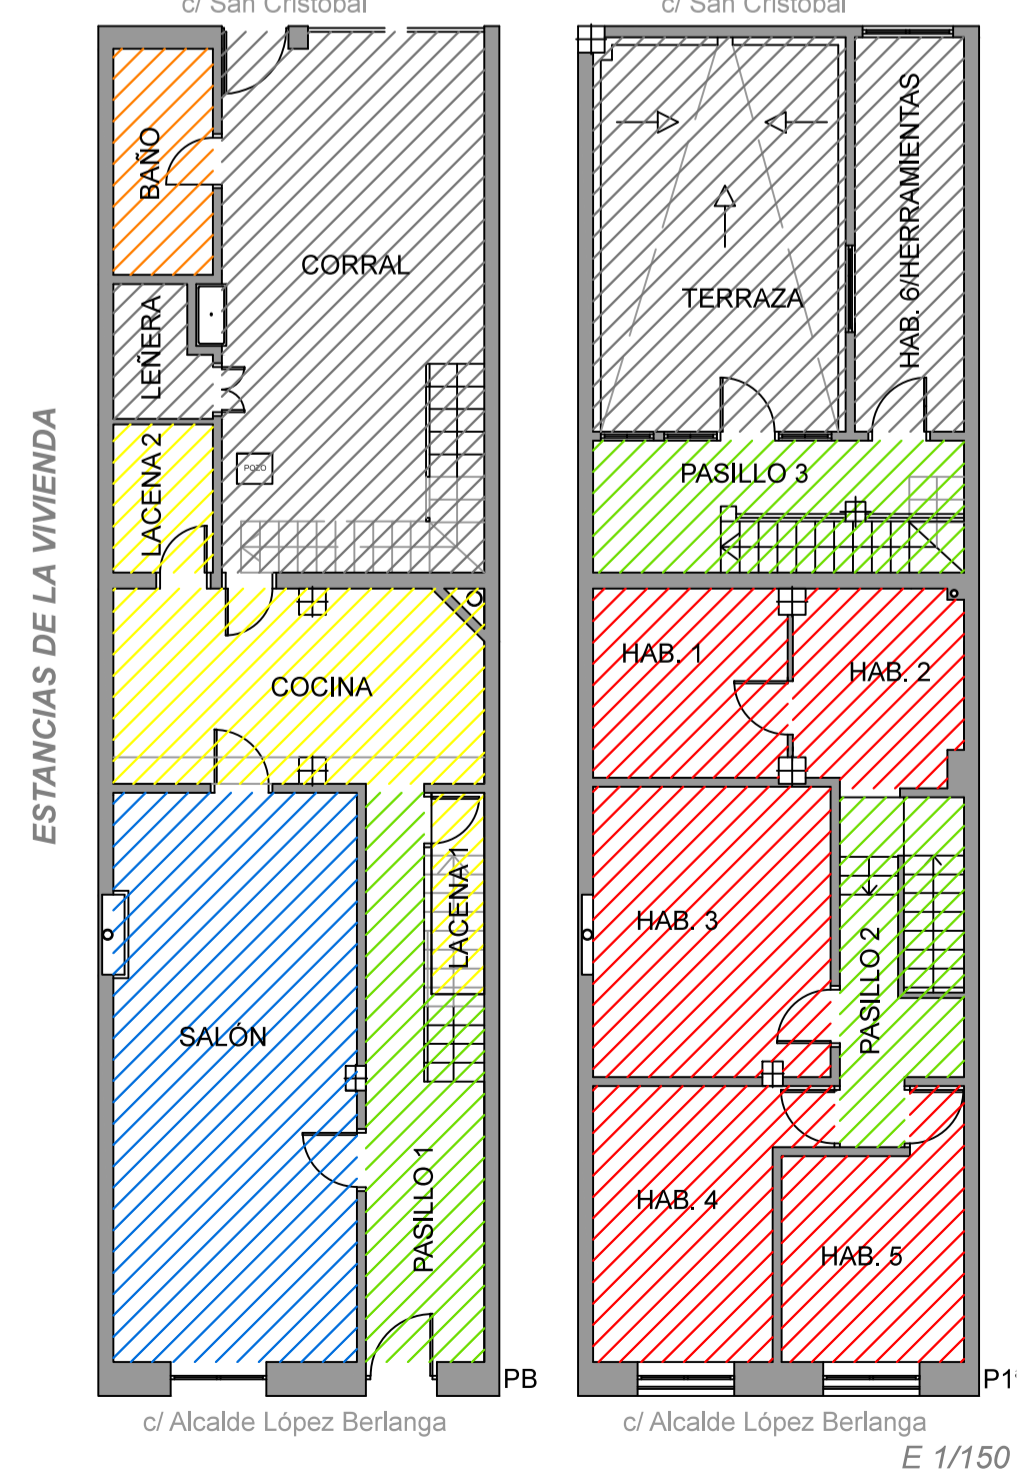 c/ San Cristobal
c/ San Cristobal
BAÑO
CORRAL
LEÑERA
LACENA 2
POZO
COCINA
SALÓN
LACENA 1
PASILLO 1
TERRAZA
HAB. 6/HERRAMIENTAS
PASILLO 3
HAB. 1
HAB. 2
HAB. 3
PASILLO 2
HAB. 4
HAB. 5
ESTANCIAS DE LA VIVIENDA
PB
P1ª
c/ Alcalde López Berlanga
c/ Alcalde López Berlanga
E 1/150